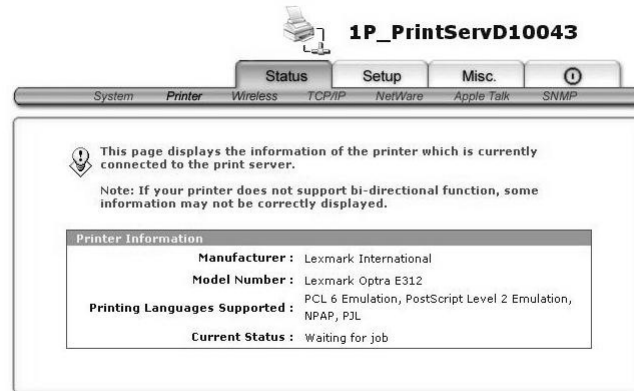 1P_PrintServD10043
Status Setup Misc.
System Printer Wireless TCP/IP NetWare Apple Talk SNMP
This page displays the information of the printer which is currently
connected to the print server.
Note: If your printer does not support bi-directional function, some
information may not be correctly displayed.
Printer Information
Manufacturer : Lexmark International
Model Number : Lexmark Optra E312
Printing Languages Supported : PCL 6 Emulation, PostScript Level 2 Emulation,
NPAP, PJL
Current Status : Waiting for job